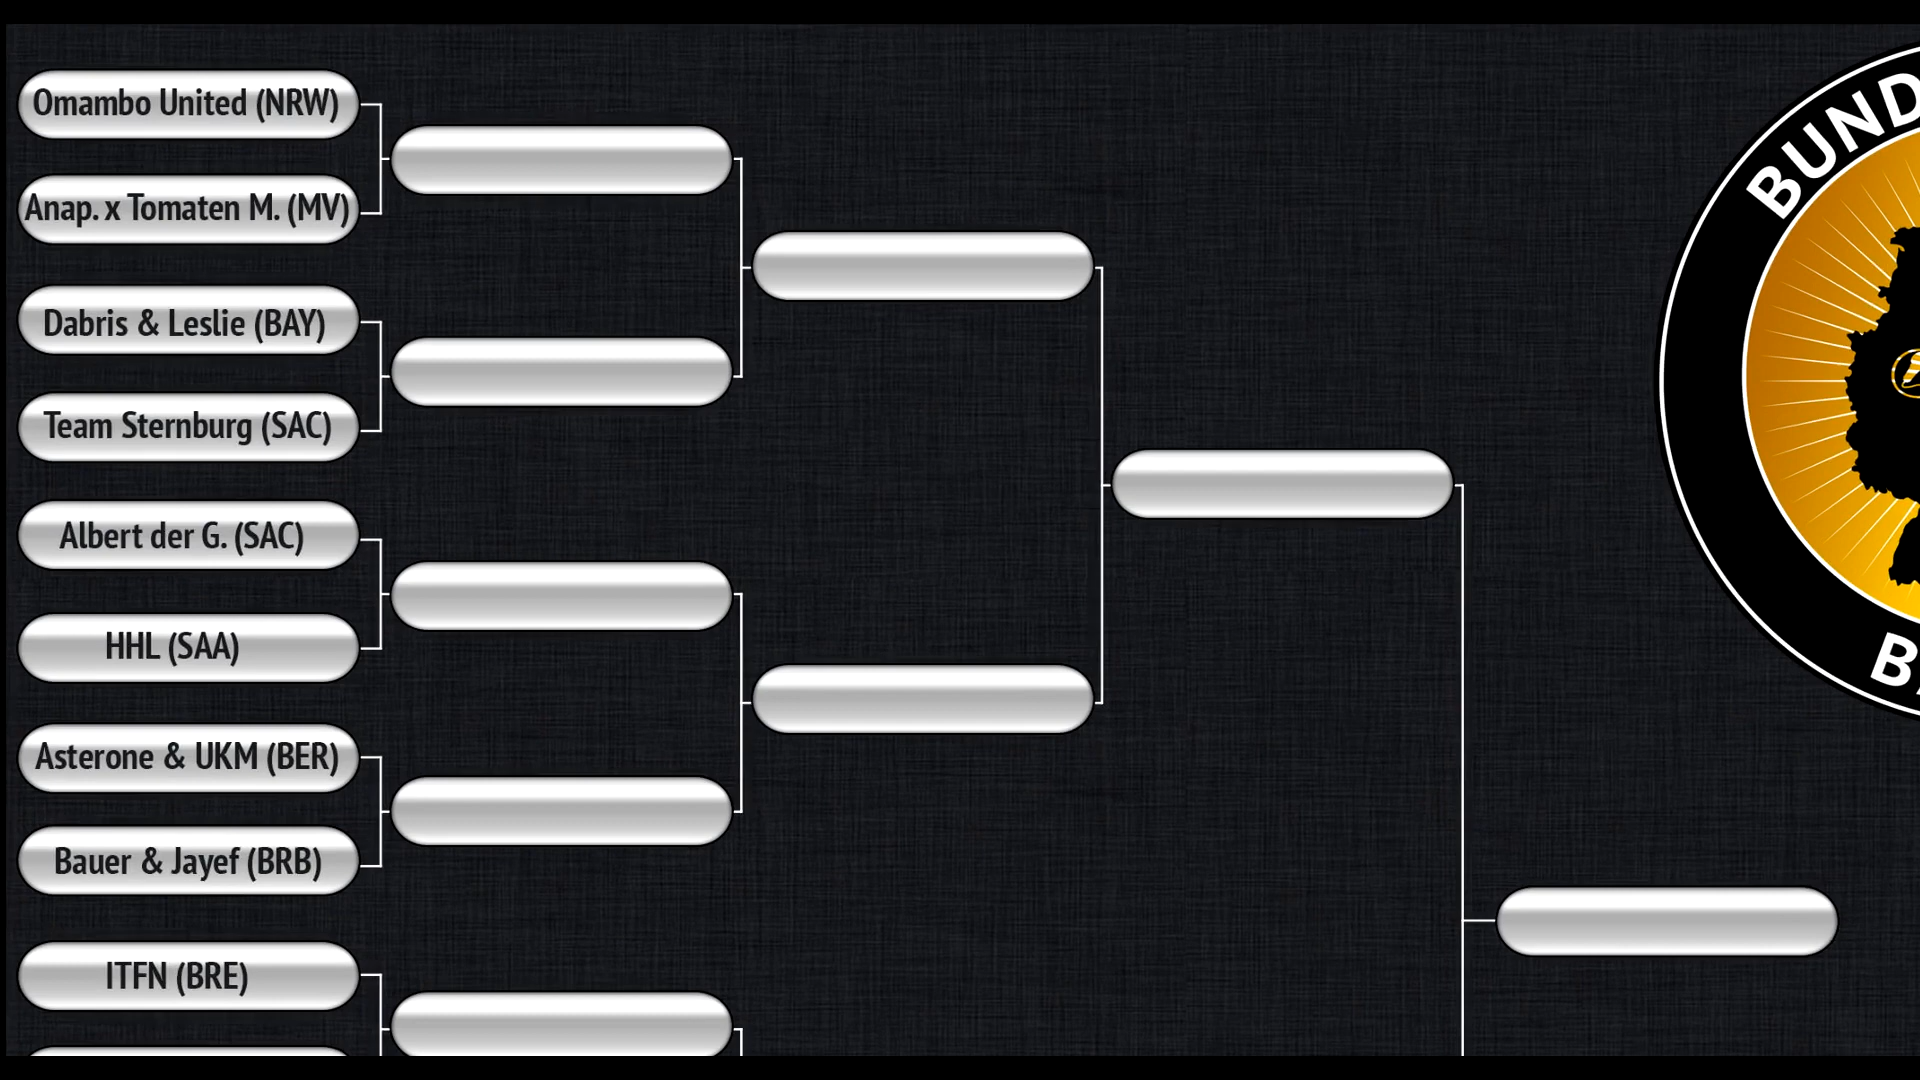 Omambo United (NRW)
Anap. x Tomaten M. (MV)
Dabris & Leslie (BAY)
Team Sternburg (SAC)
Albert der G. (SAC)
HHL (SAA)
Asterone & UKM (BER)
Bauer & Jayef (BRB)
ITFN (BRE)
BUND
B